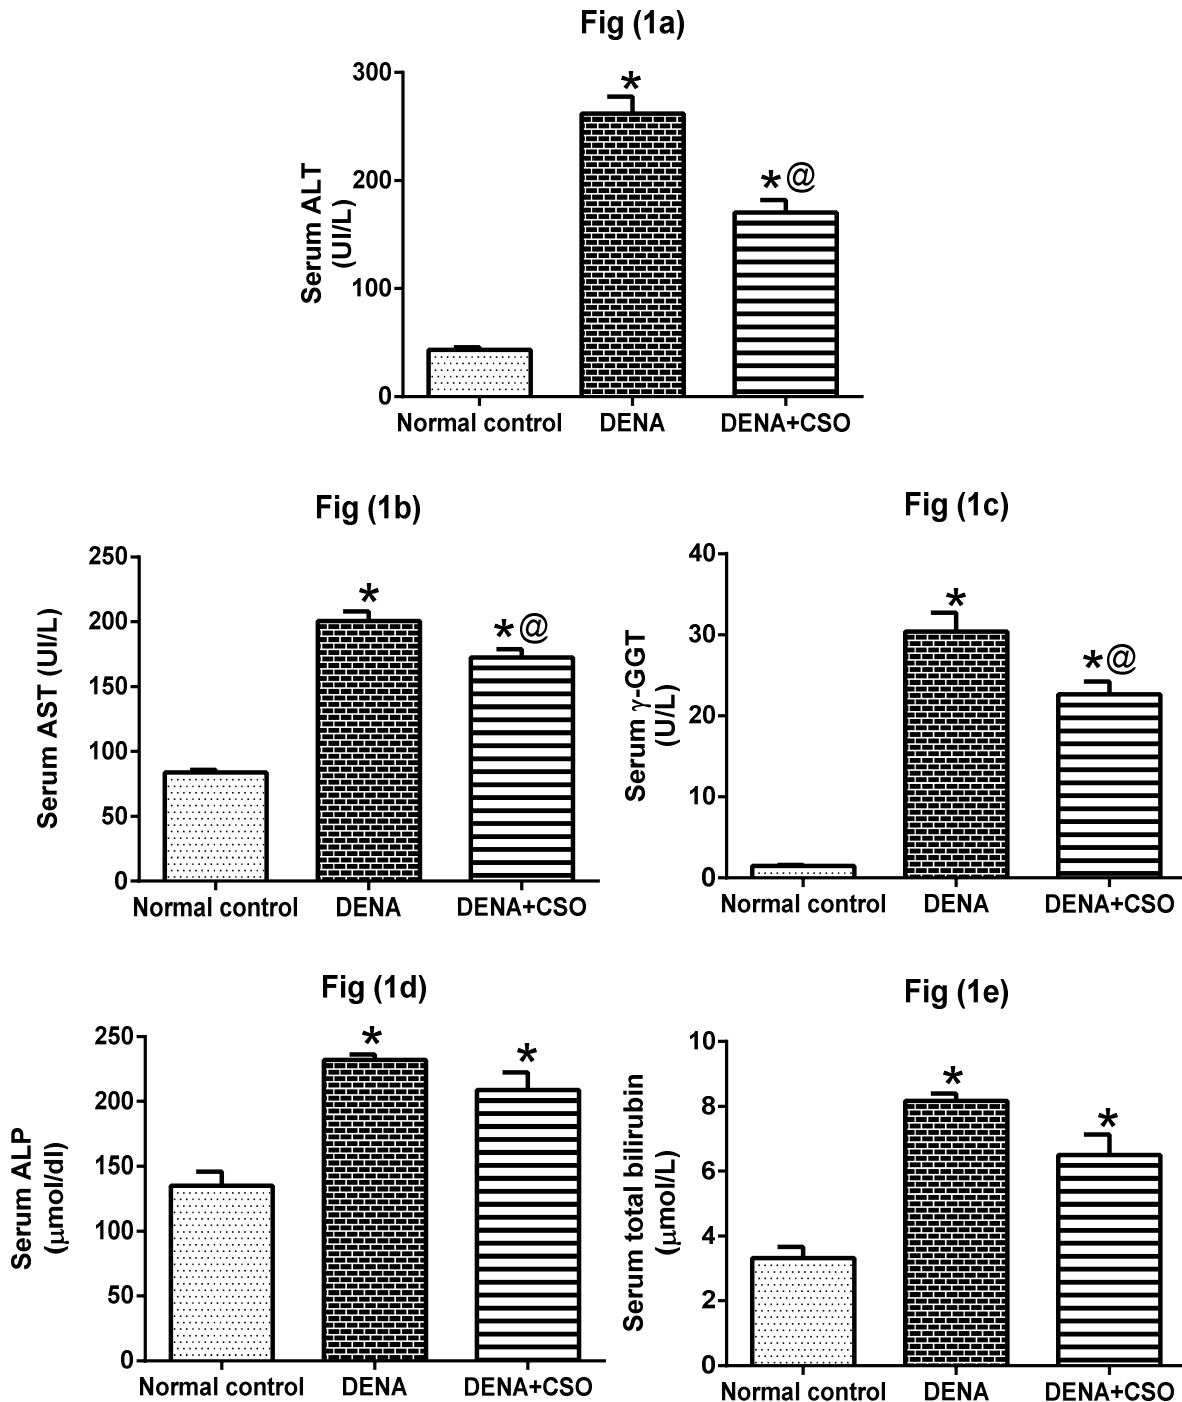 Fig (1a)
300
200
100
0
Serum ALT
(UI/L)
*
* @
Normal control DENA DENA+CSO
Fig (1b)
250
200
150
100
50
0
Serum AST (UI/L)
*
* @
Normal control DENA DENA+CSO
Fig (1c)
40
30
20
10
0
Serum γ-GGT
(U/L)
*
* @
Normal control DENA DENA+CSO
Fig (1d)
250
200
150
100
50
0
Serum ALP
(μmol/dl)
*
*
Normal control DENA DENA+CSO
Fig (1e)
10
8
6
4
2
0
Serum total bilirubin
(μmol/L)
*
*
Normal control DENA DENA+CSO